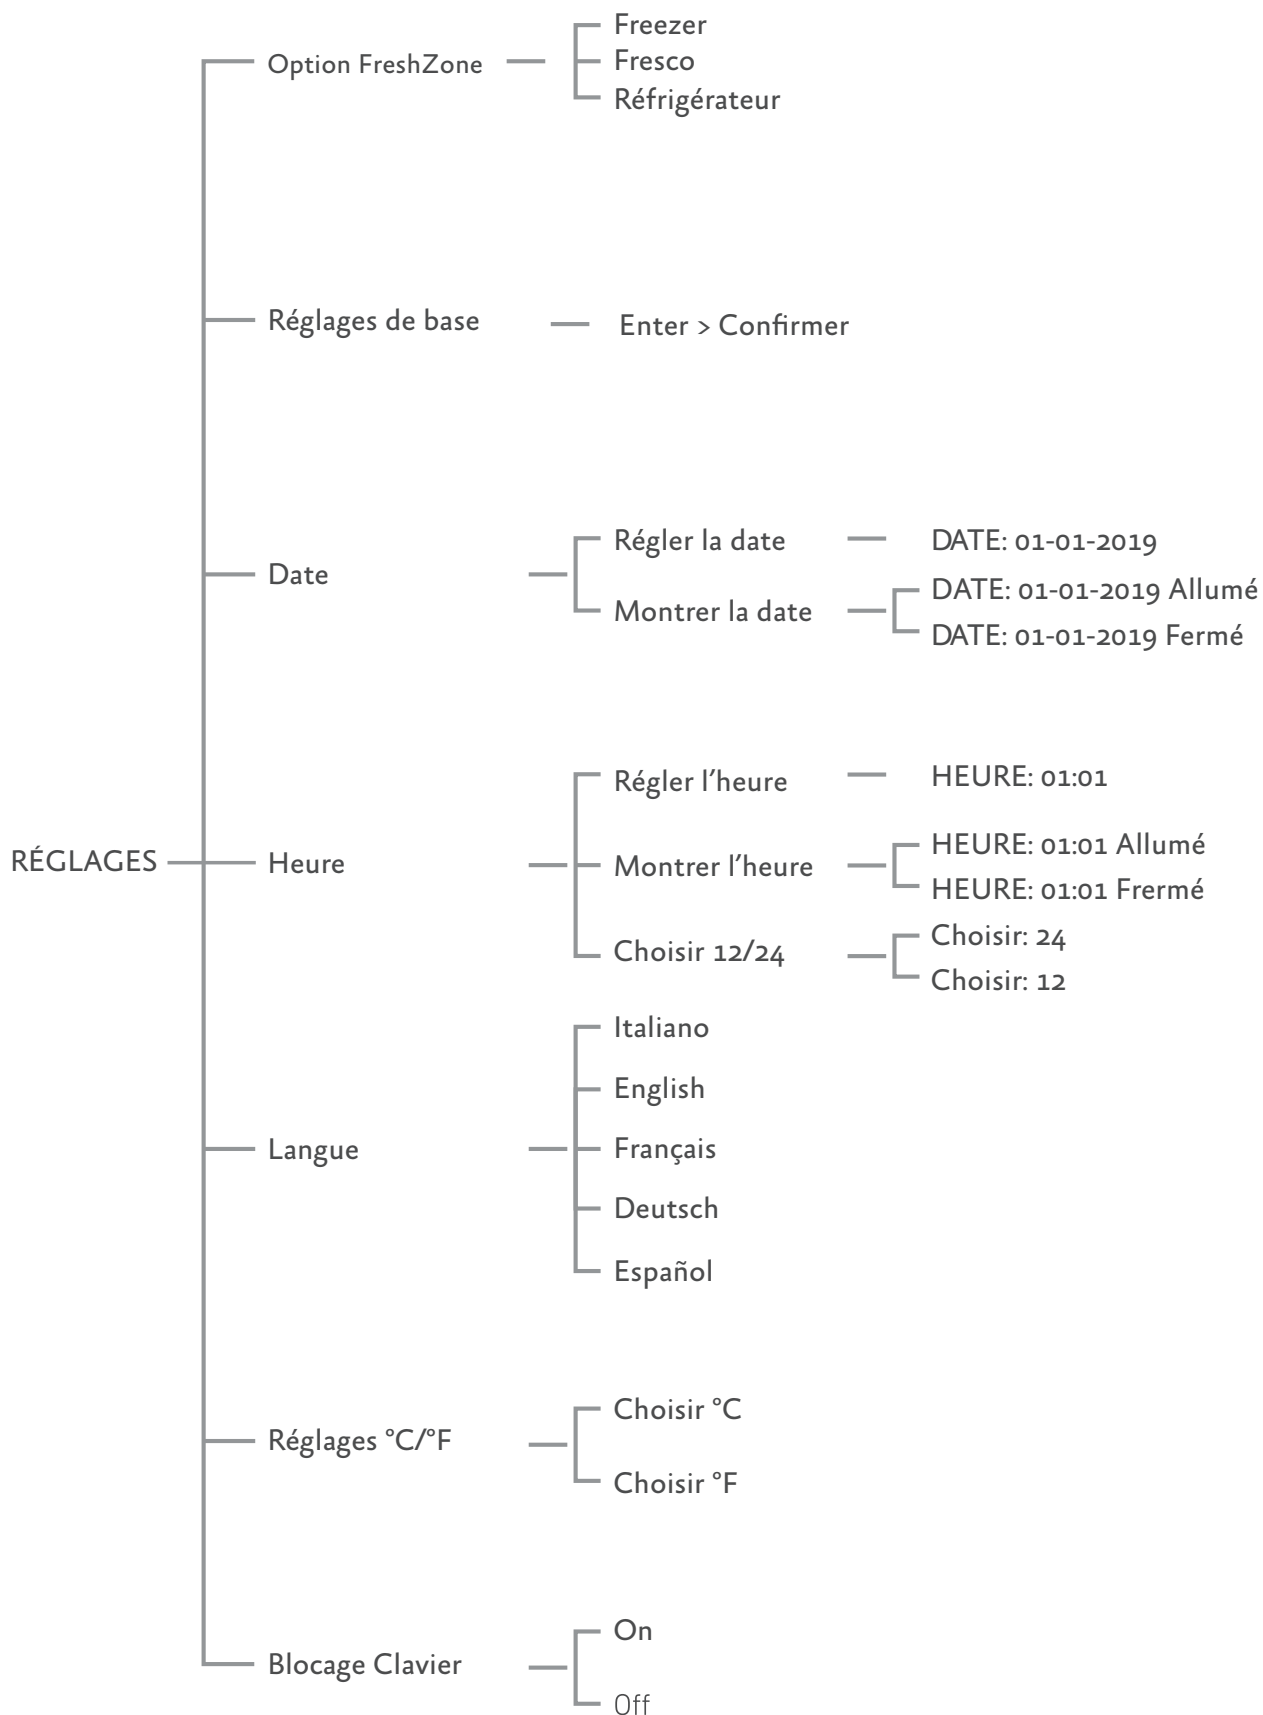 RÉGLAGES
Option FreshZone
Freezer
Fresco
Réfrigérateur
Réglages de base
Enter > Confirmer
Date
Régler la date
DATE: 01-01-2019
Montrer la date
DATE: 01-01-2019 Allumé
DATE: 01-01-2019 Fermé
Heure
Régler l'heure
HEURE: 01:01
Montrer l'heure
HEURE: 01:01 Allumé
HEURE: 01:01 Frermé
Choisir 12/24
Choisir: 24
Choisir: 12
Langue
Italiano
English
Français
Deutsch
Español
Réglages °C/°F
Choisir °C
Choisir °F
Blocage Clavier
On
Off